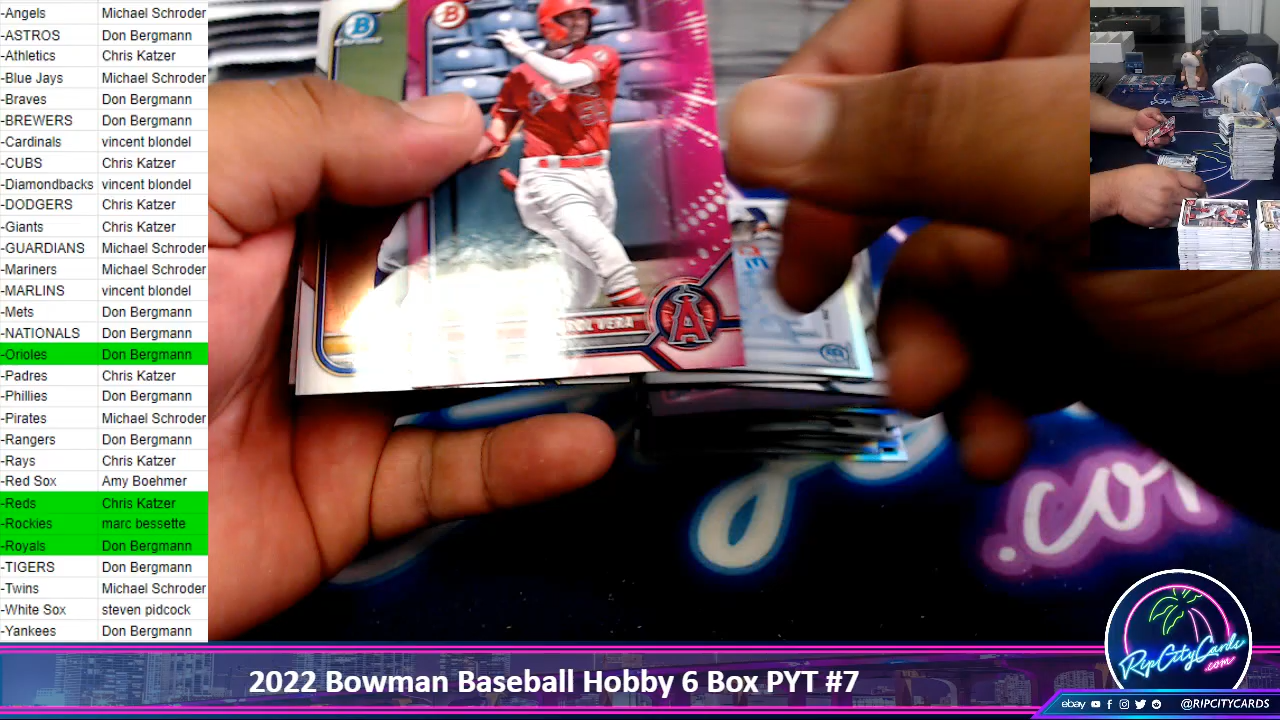 -Angels Michael Schroder
-ASTROS Don Bergmann
-Athletics Chris Katzer
-Blue Jays Michael Schroder
-Braves Don Bergmann
-BREWERS Don Bergmann
-Cardinals vincent blondel
-CUBS Chris Katzer
-Diamondbacks vincent blondel
-DODGERS Chris Katzer
-Giants Chris Katzer
-GUARDIANS Michael Schroder
-Mariners Michael Schroder
-MARLINS vincent blondel
-Mets Don Bergmann
-NATIONALS Don Bergmann
-Orioles Don Bergmann
-Padres Chris Katzer
-Phillies Don Bergmann
-Pirates Michael Schroder
-Rangers Don Bergmann
-Rays Chris Katzer
-Red Sox Amy Boehmer
-Reds Chris Katzer
-Rockies marc bessette
-Royals Don Bergmann
-TIGERS Don Bergmann
-Twins Michael Schroder
-White Sox steven pidcock
-Yankees Don Bergmann
B
Chrome
B
VERA
A
.com
2022 Bowman Baseball Hobby 6 Box PYT #7
RipCityCards
.com
ebay @RIPCITYCARDS